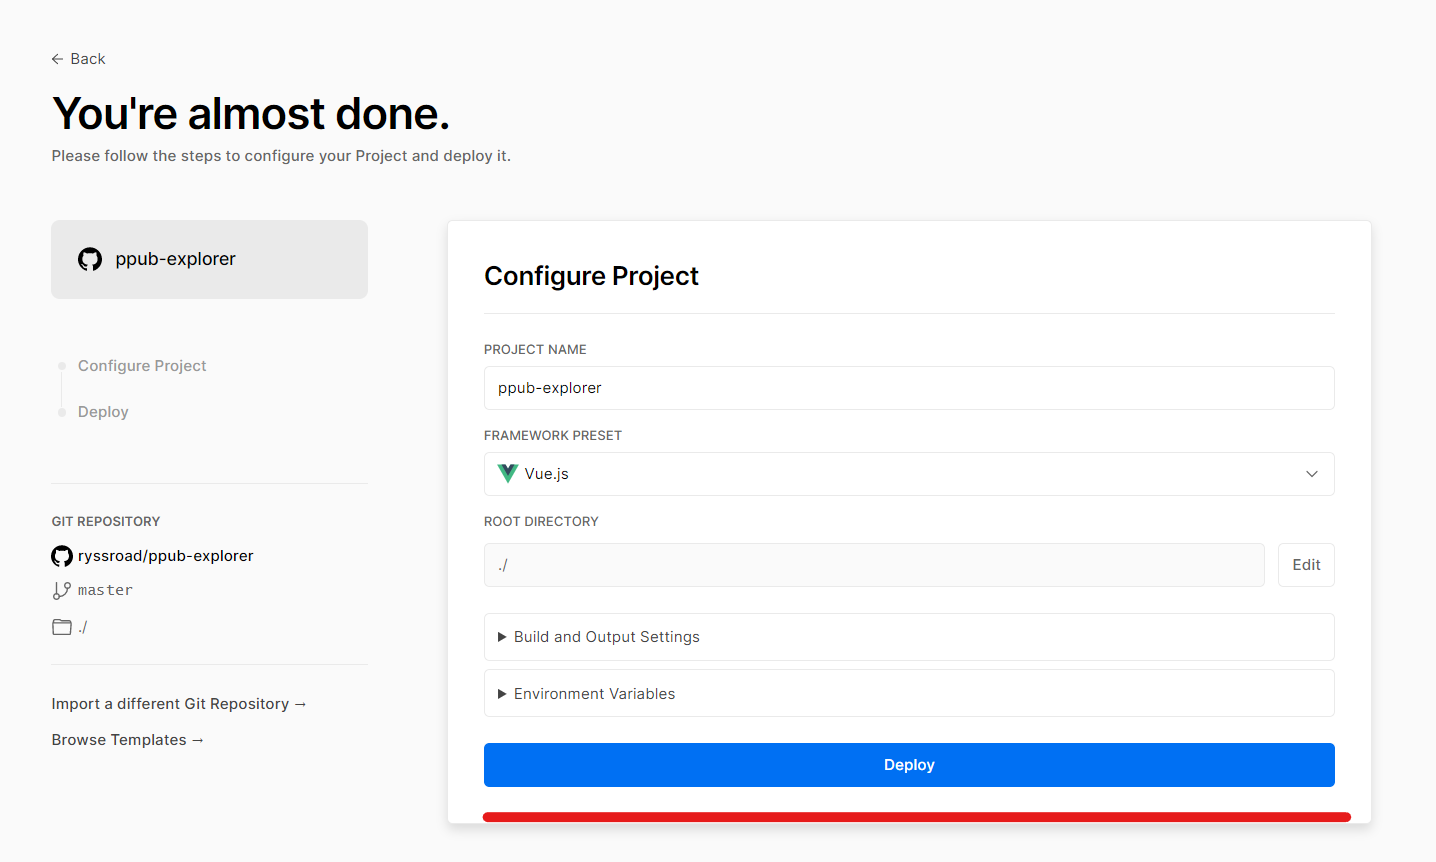 ← Back
You're almost done.
Please follow the steps to configure your Project and deploy it.
ppub-explorer
Configure Project
Deploy
GIT REPOSITORY
ryssroad/ppub-explorer
master
./
Import a different Git Repository →
Browse Templates →
Configure Project
PROJECT NAME
ppub-explorer
FRAMEWORK PRESET
Vue.js
ROOT DIRECTORY
./
Edit
Build and Output Settings
Environment Variables
Deploy